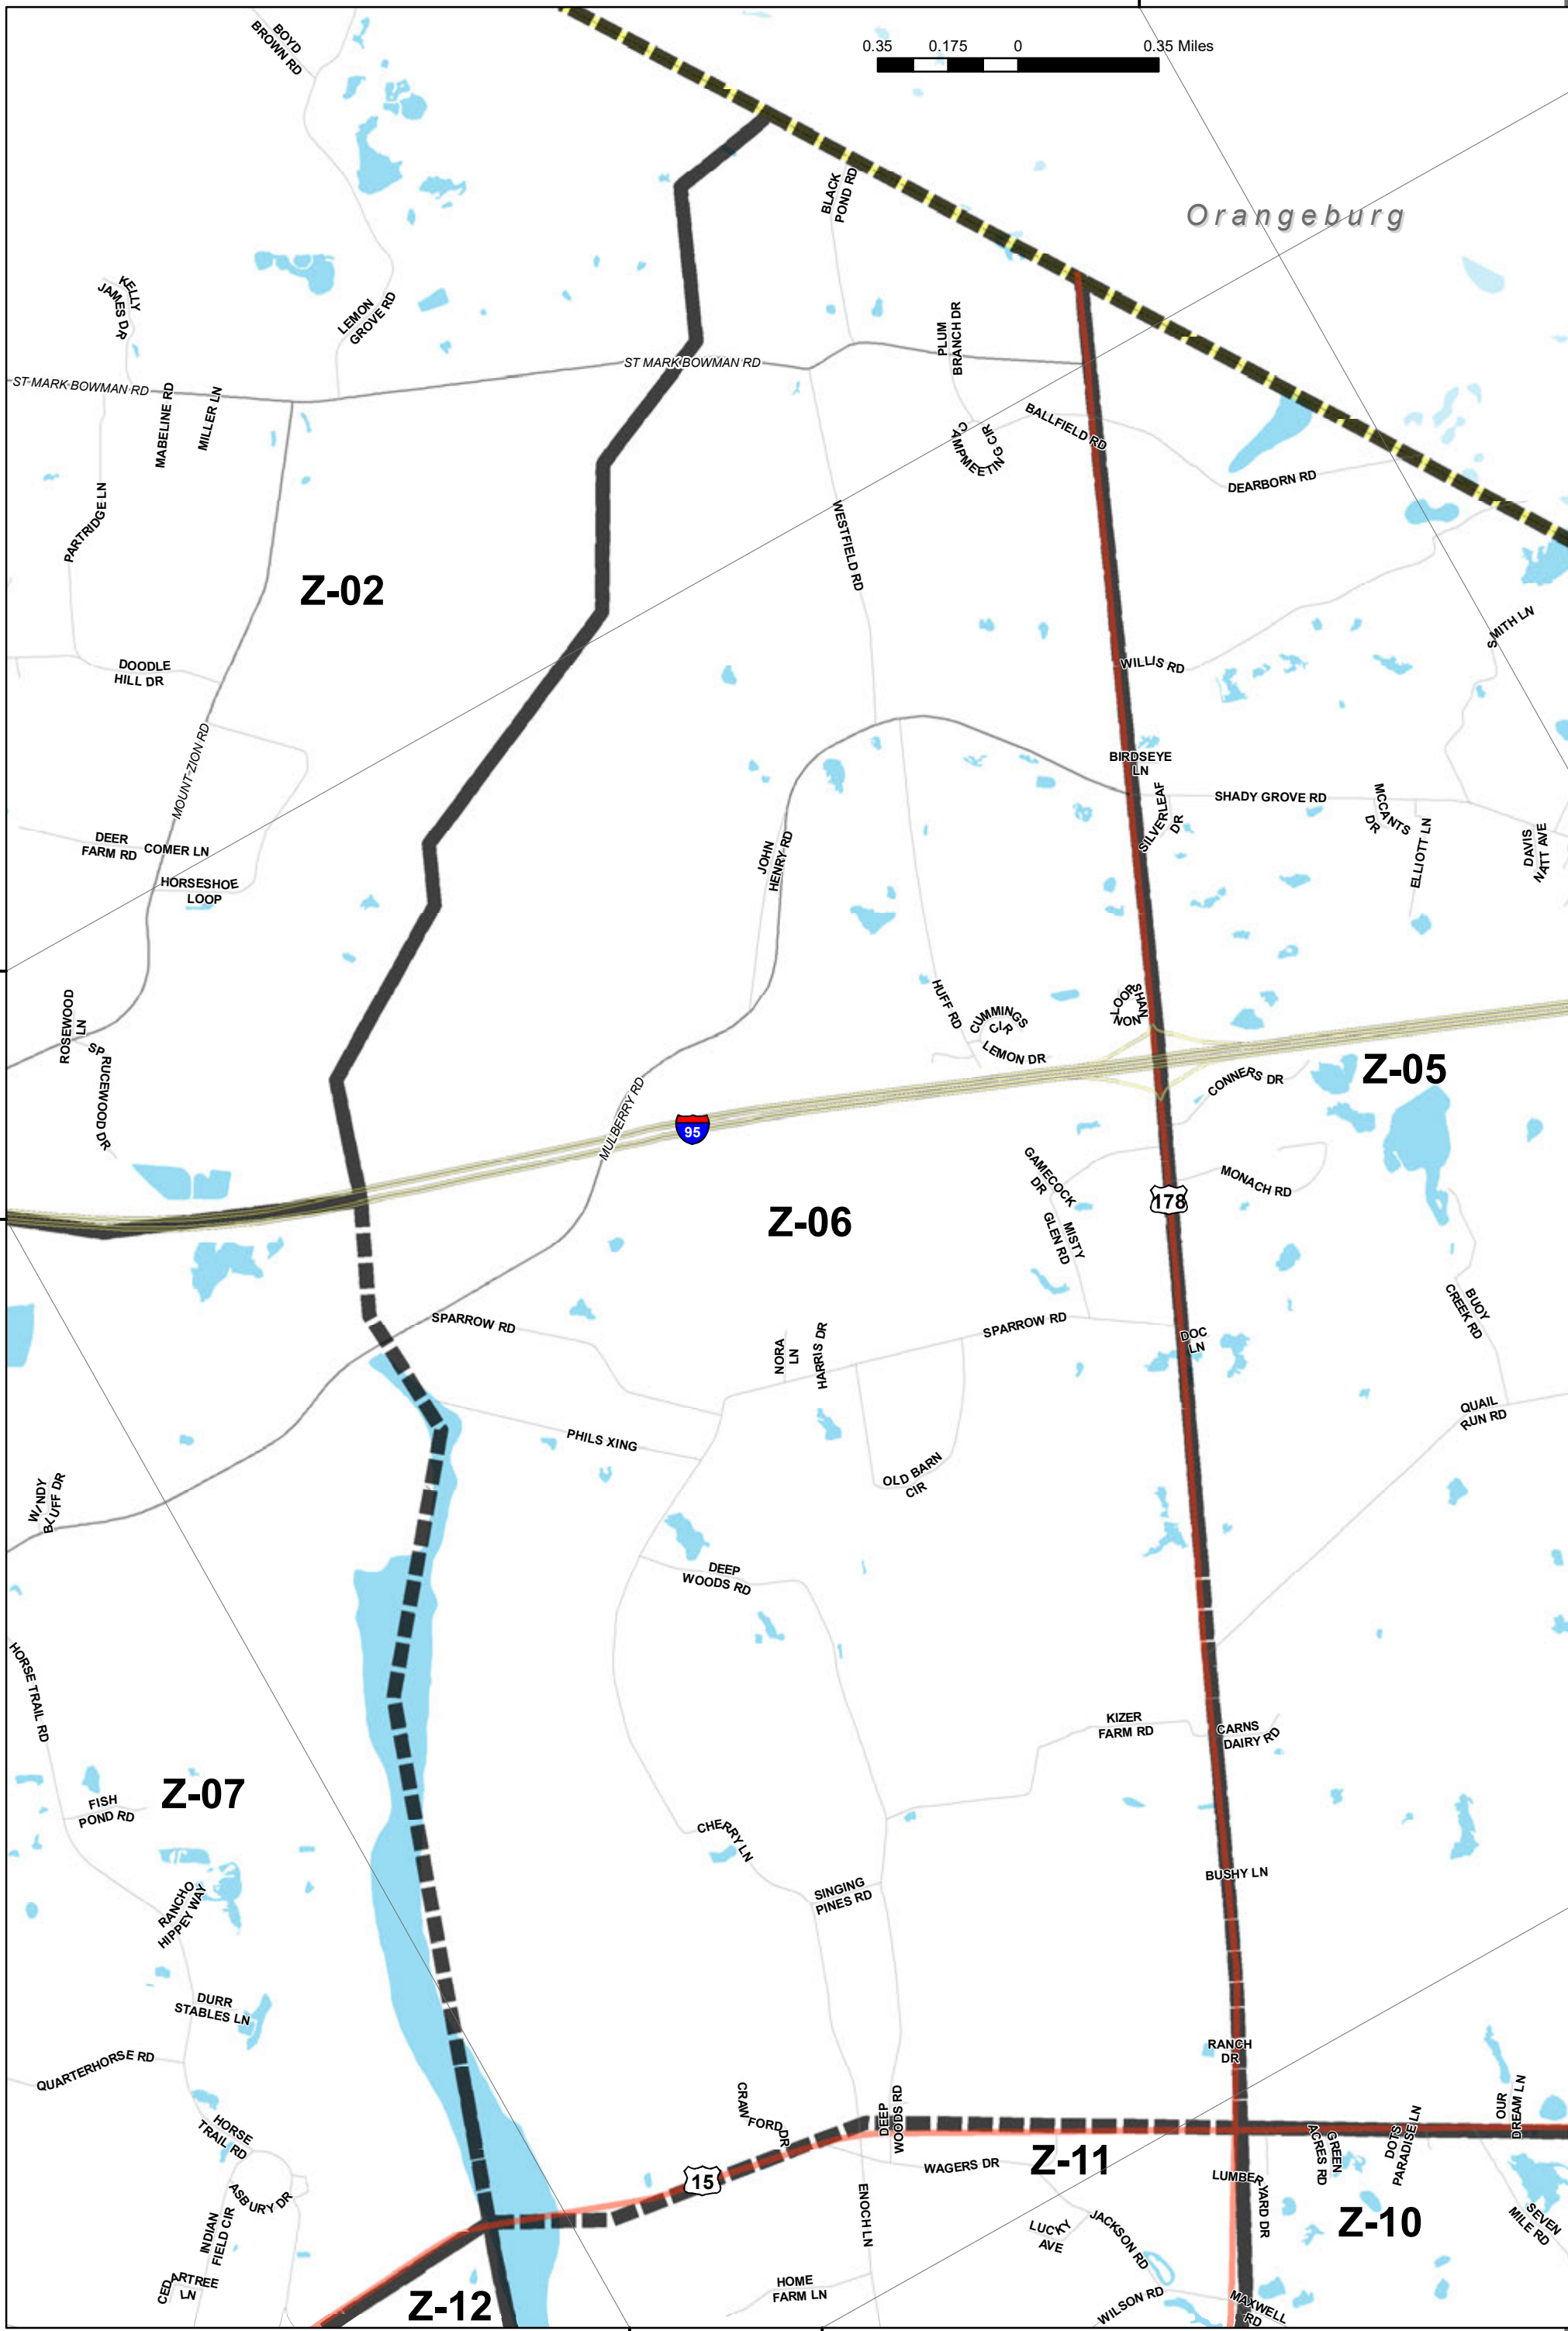 BOYD
BROWN RD
0.35 0.175 0 0.35 Miles
BLACK
POND RD
Orangeburg
KELLY
JAMES DR
LEMON
GROVE RD
PLUM
BRANCH DR
ST MARK BOWMAN RD
ST MARK BOWMAN RD
MABELINE RD
MILLER LN
BALLFIELD RD
CAMPMEETING CIR
DEARBORN RD
PARTRIDGE LN
WESTFIELD RD
Z-02
SMITH LN
DOODLE
HILL DR
WILLIS RD
MOUNT ZION RD
BIRDSEYE
LN
SHADY GROVE RD
SILVERLEAF
DR
MCCANTS
DR
ELLIOTT LN
DAVIS
NATT AVE
DEER
FARM RD
COMER LN
JOHN
HENRY RD
HORSESHOE
LOOP
HUFF RD
CUMMINGS
CIR
SHANNON
LOOP
LEMON DR
ROSEWOOD
LN
SPRUCEWOOD DR
CONNERS DR
Z-05
MULBERRY RD
95
GAMECOCK
DR
MONACH RD
178
Z-06
MISTY
GLEN RD
BUOY
CREEK RD
SPARROW RD
SPARROW RD
NORA
LN
HARRIS DR
DOC
LN
QUAIL
RUN RD
PHILS XING
OLD BARN
CIR
WINDY
BLUFF DR
DEEP
WOODS RD
HORSE TRAIL RD
KIZER
FARM RD
CARNS
DAIRY RD
Z-07
FISH
POND RD
CHERRY LN
BUSHY LN
SINGING
PINES RD
RANCHO
HIPPEY WAY
DURR
STABLES LN
RANCH
DR
QUARTERHORSE RD
CRAWFORD DR
DEEP
WOODS RD
OUR
DREAM LN
HORSE
TRAIL RD
GREEN
ACRES RD
DOTS
PARADISE LN
Z-11
WAGERS DR
15
LUMBER YARD DR
ASBURY DR
ENOCH LN
Z-10
INDIAN
FIELD CIR
LUCKY
AVE
JACKSON RD
SEVEN
MILE RD
CEDARTREE
LN
HOME
FARM LN
Z-12
WILSON RD
MAXWELL
RD